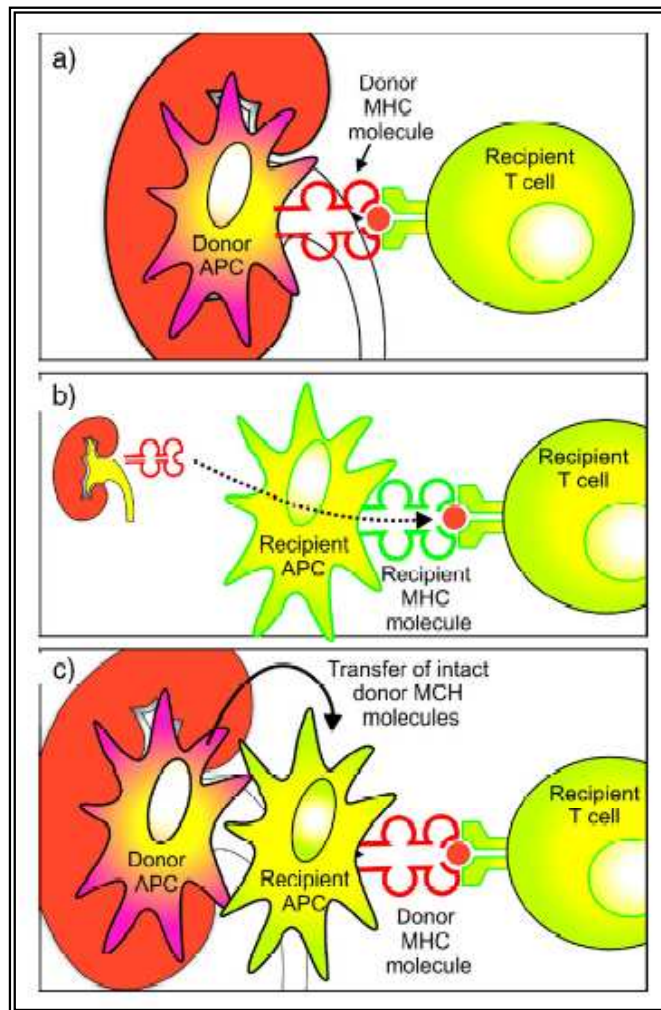 a)
Donor
MHC
molecule
Recipient
T cell
Donor
APC
b)
Recipient
T cell
Recipient
APC
Recipient
MHC
molecule
c)
Transfer of intact
donor MCH
molecules
Recipient
T cell
Donor
APC
Recipient
APC
Donor
MHC
molecule